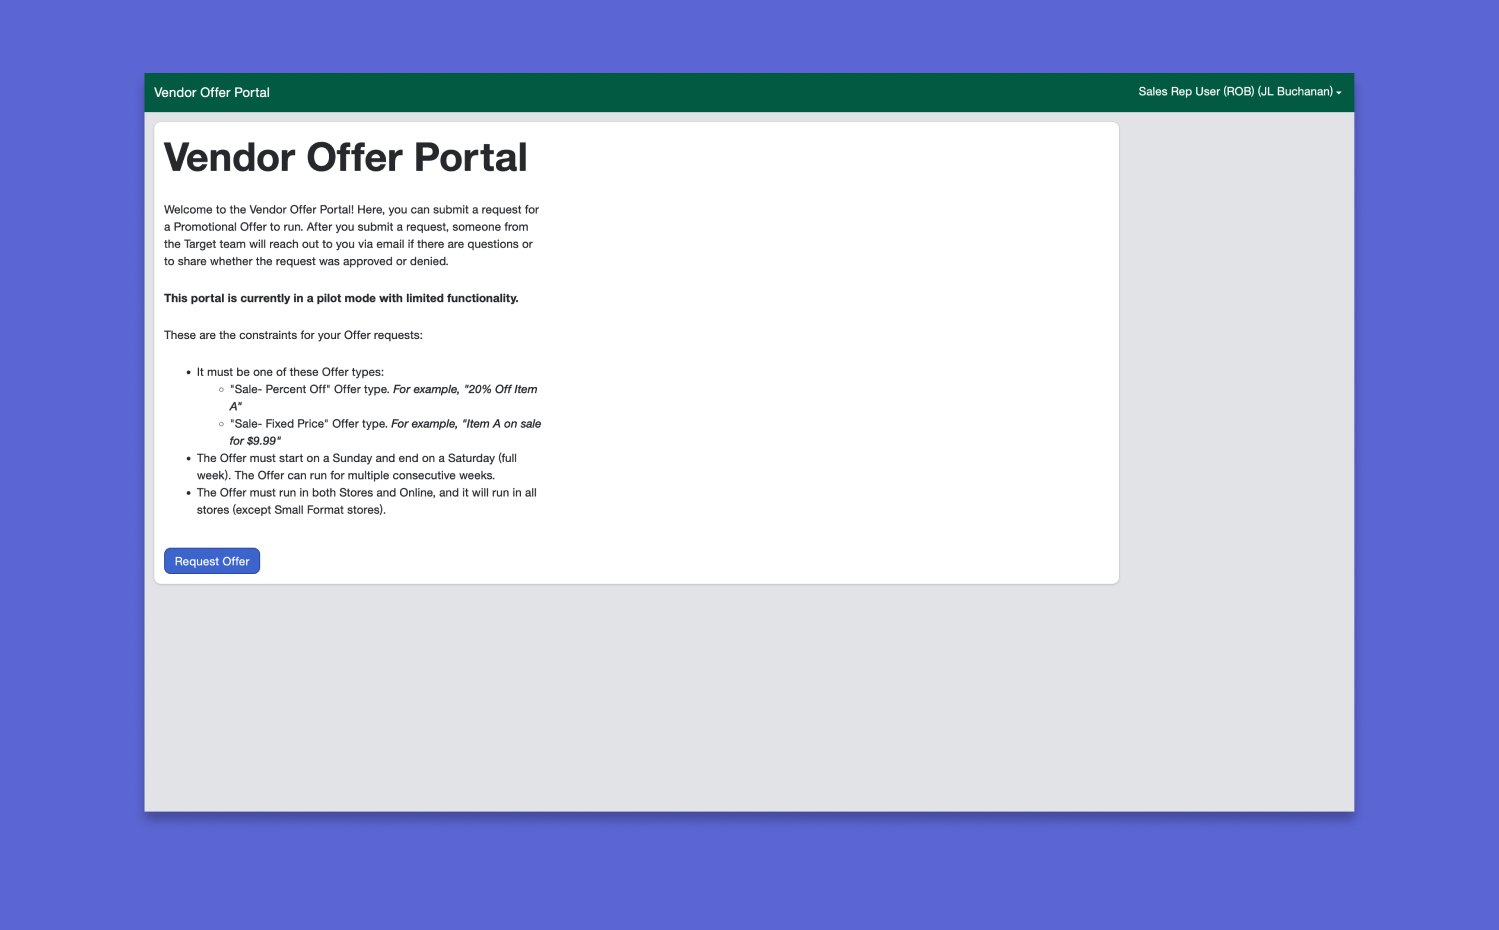 Vendor Offer Portal
Sales Rep User (ROB) (JL Buchanan)
Vendor Offer Portal
Welcome to the Vendor Offer Portal! Here, you can submit a request for
a Promotional Offer to run. After you submit a request, someone from
the Target team will reach out to you via email if there are questions or
to share whether the request was approved or denied.
This portal is currently in a pilot mode with limited functionality.
These are the constraints for your Offer requests:
It must be one of these Offer types:
"Sale- Percent Off" Offer type. For example, "20% Off Item
A"
"Sale- Fixed Price" Offer type. For example, "Item A on sale
for $9.99"
The Offer must start on a Sunday and end on a Saturday (full
week). The Offer can run for multiple consecutive weeks.
The Offer must run in both Stores and Online, and it will run in all
stores (except Small Format stores).
Request Offer